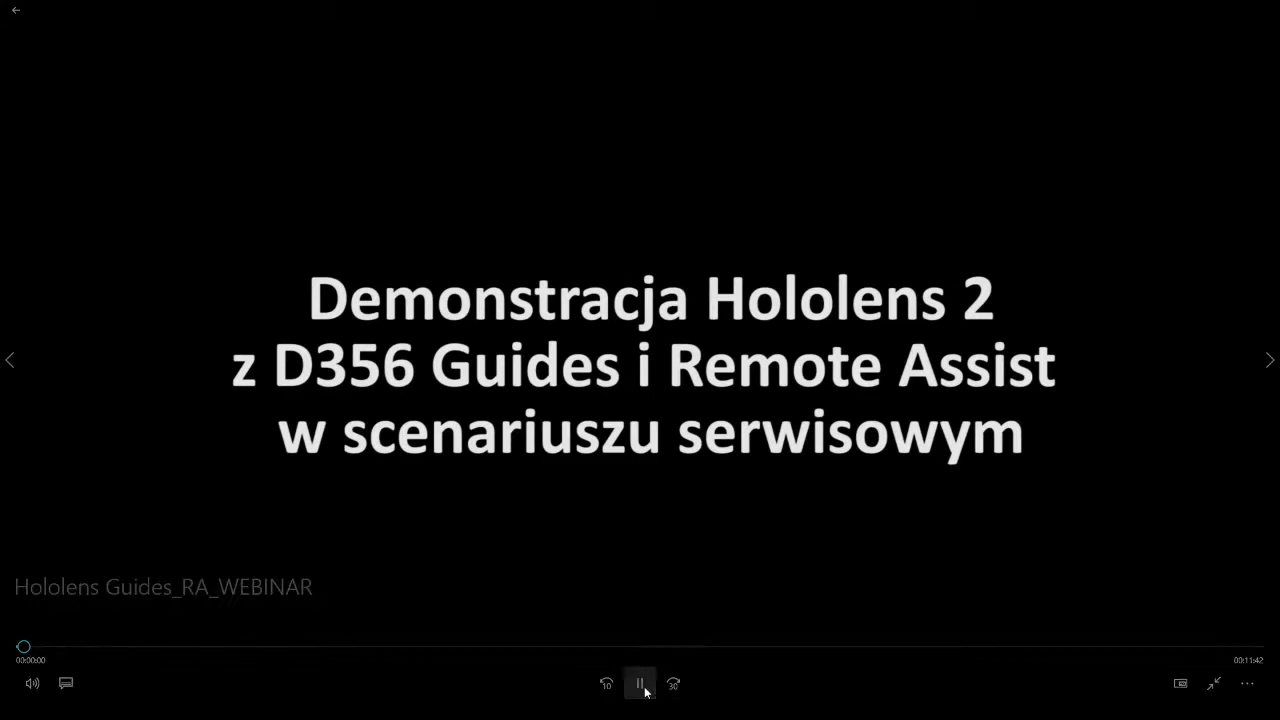 Demonstracja Hololens 2
z D356 Guides i Remote Assist
w scenariuszu serwisowym
Hololens Guides_RA_WEBINAR
00:00:00
00:11:42
10
30